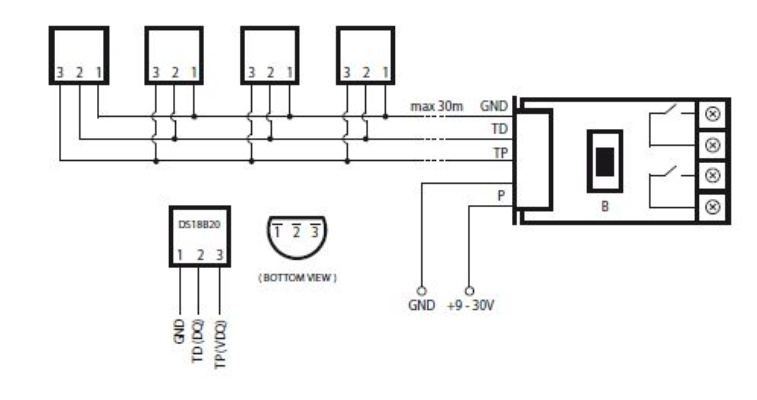 3 2 1
3 2 1
3 2 1
3 2 1
max 30m GND
TD
TP
P
B
GND
+9 - 30V
DS18B20
1 2 3
GND
TD (DQ)
TP (VDQ)
1 2 3
( BOTTOM VIEW )